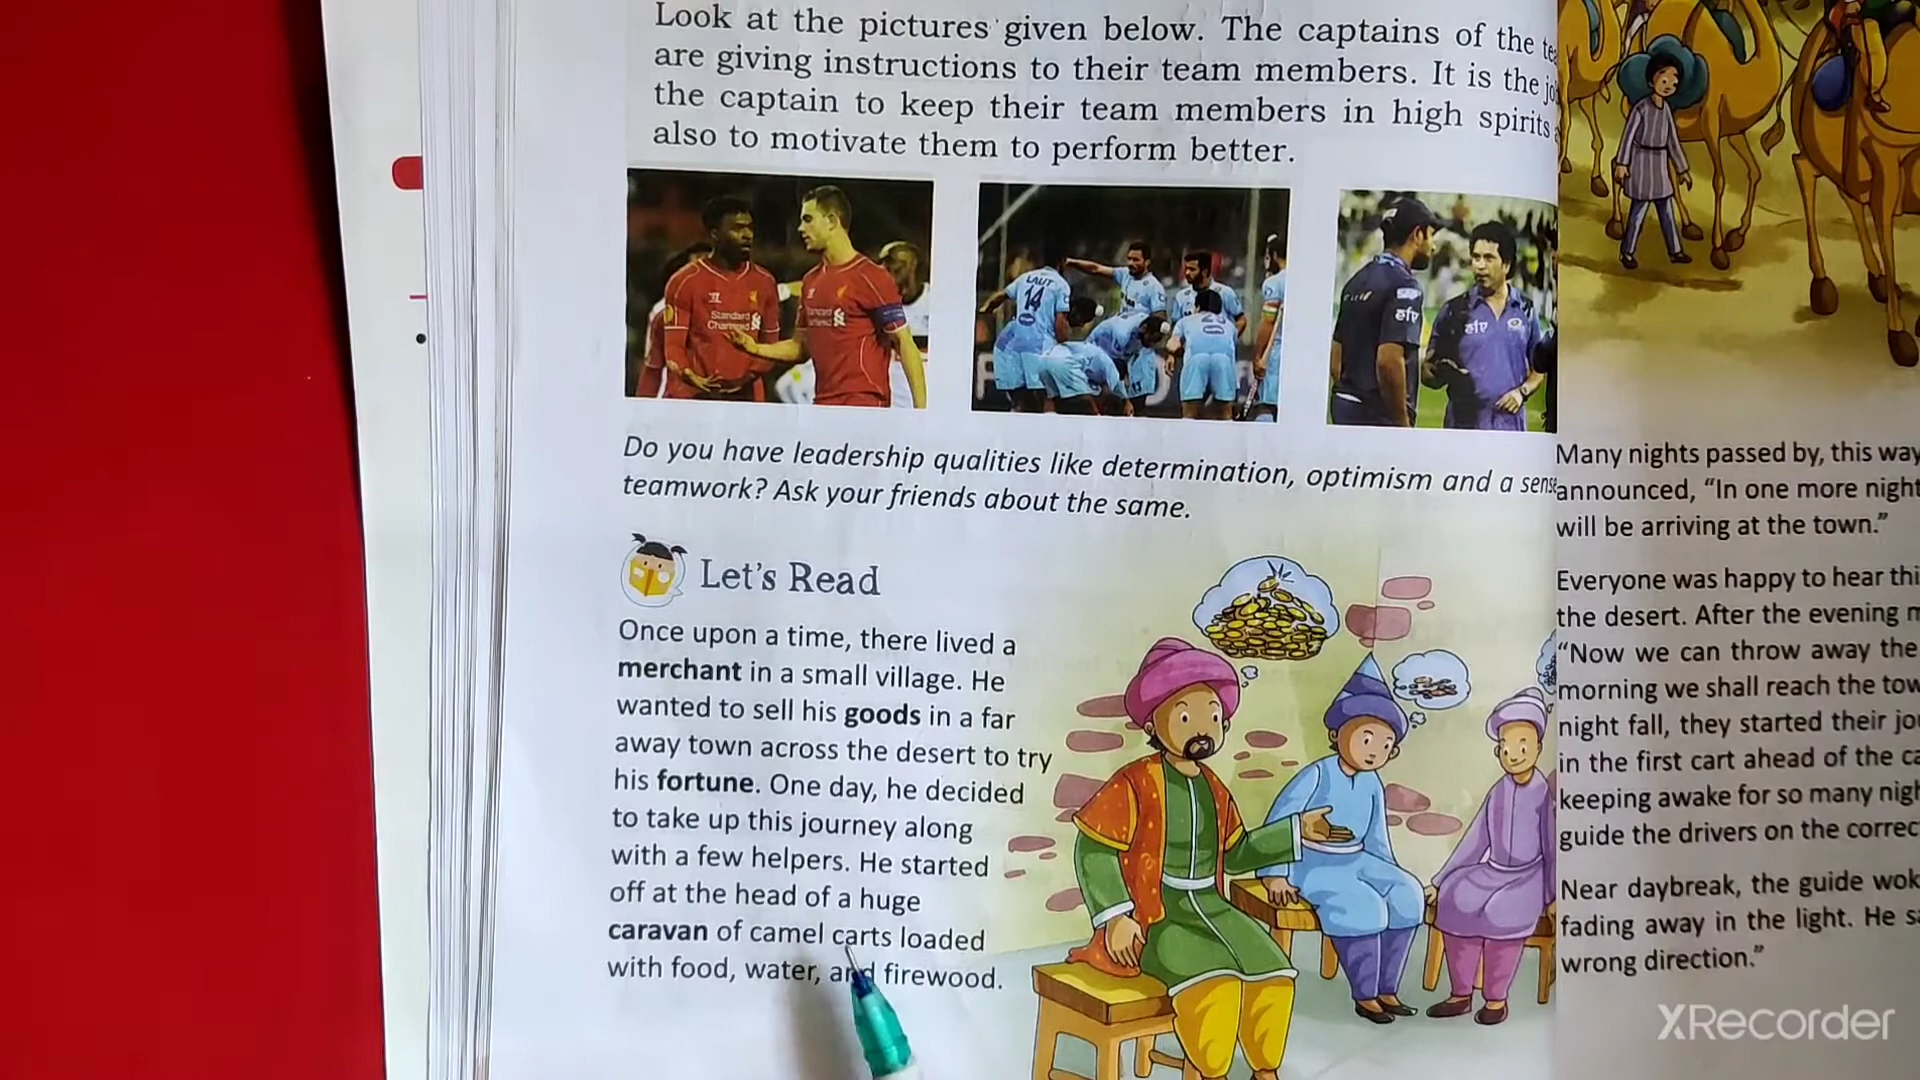 Look at the pictures given below. The captains of the
are giving instructions to their team members. It is the
the captain to keep their team members in high spirits
also to motivate them to perform better.
LAUT
14
Standard
Chartered
Do you have leadership qualities like determination, optimism and a sense
teamwork? Ask your friends about the same.
Let's Read
Once upon a time, there lived a
merchant in a small village. He
wanted to sell his goods in a far
away town across the desert to try
his fortune. One day, he decided
to take up this journey along
with a few helpers. He started
off at the head of a huge
caravan of camel carts loaded
with food, water, and firewood.
Many nights passed by, this way
announced, “In one more night
will be arriving at the town.”
Everyone was happy to hear
the desert. After the evening
“Now we can throw away the
morning we shall reach the
night fall, they started their
in the first cart ahead of the
keeping awake for so many
guide the drivers on the
Near daybreak, the guide
fading away in the light. He
wrong direction.”
XRecorder